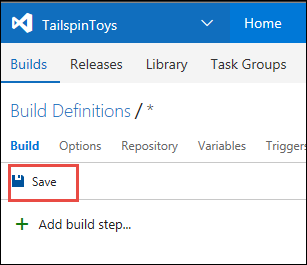 TailspinToys Home
Builds Releases Library Task Groups
Build Definitions / *
Build Options Repository Variables Triggers
Save
+ Add build step...